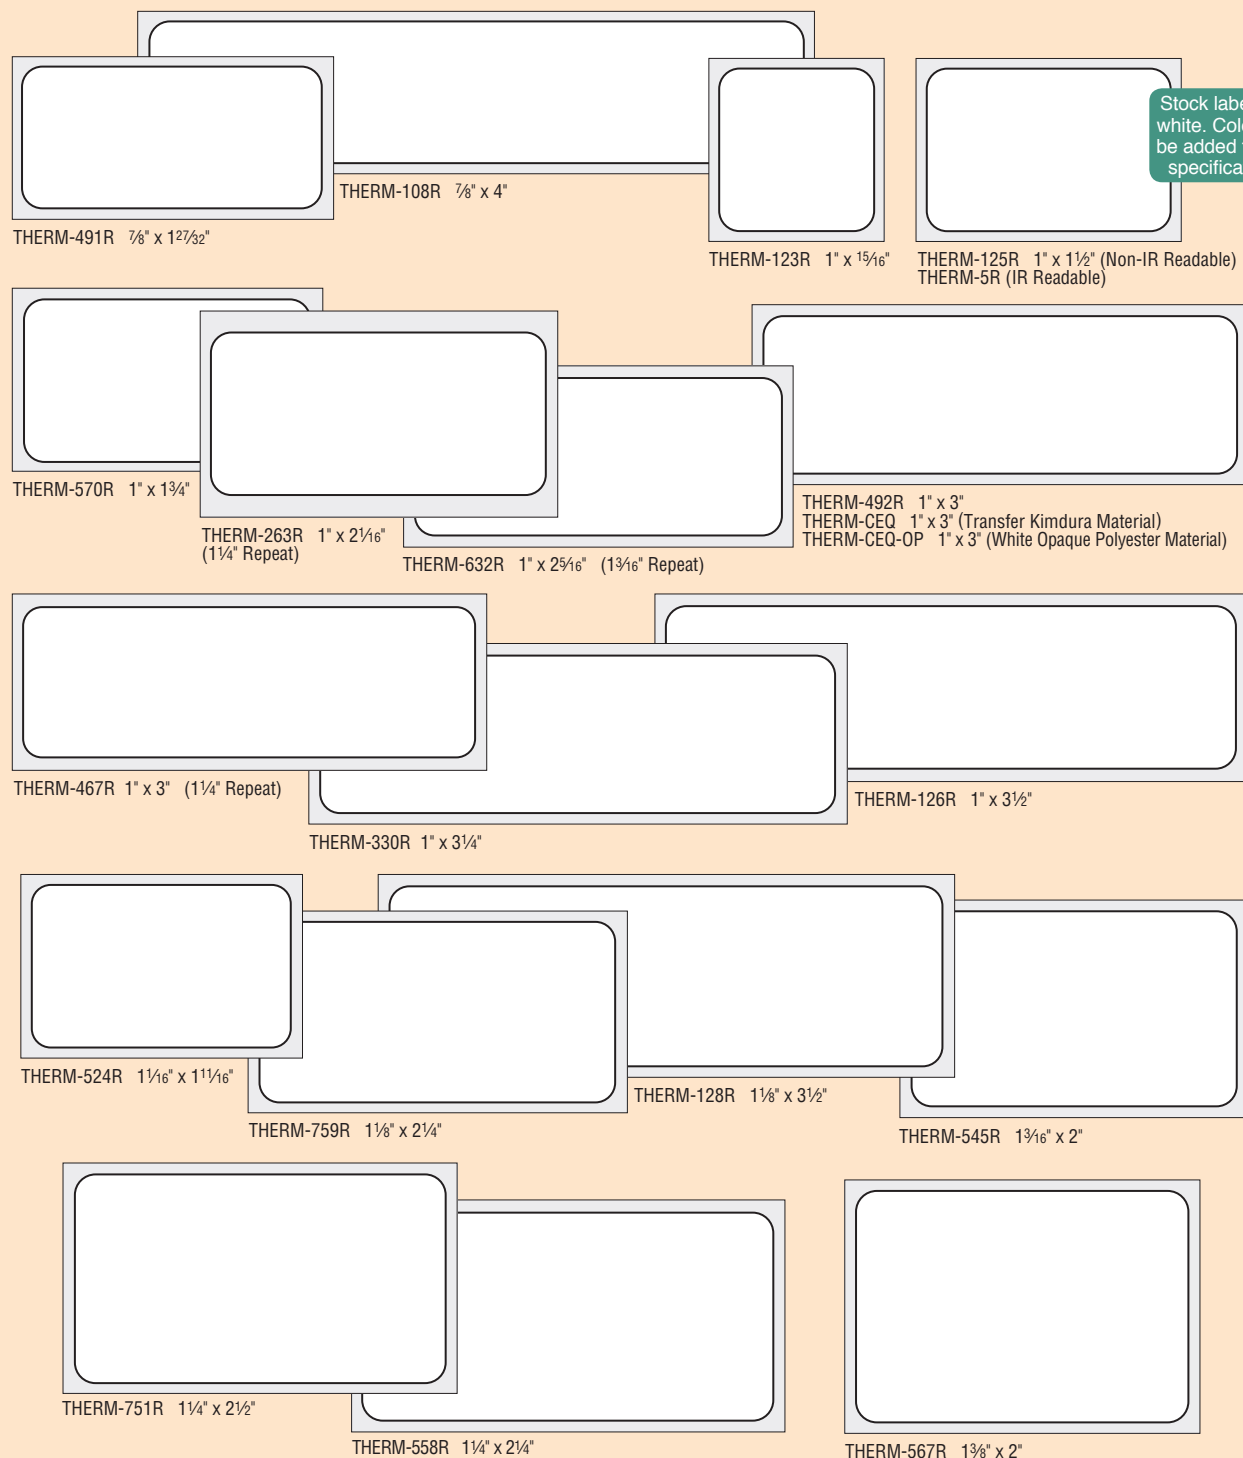 Stock labe
white. Col
be added
specifica
THERM-108R ⅞" x 4"
THERM-491R ⅞" x 1²⁷⁄₃₂"
THERM-123R 1" x ¹⁵⁄₁₆"
THERM-125R 1" x 1½" (Non-IR Readable)
THERM-5R (IR Readable)
THERM-570R 1" x 1¾"
THERM-263R 1" x 2¹⁄₁₆"
(1¼" Repeat)
THERM-632R 1" x 2⁵⁄₁₆" (1³⁄₁₆" Repeat)
THERM-492R 1" x 3"
THERM-CEQ 1" x 3" (Transfer Kimdura Material)
THERM-CEQ-OP 1" x 3" (White Opaque Polyester Material)
THERM-467R 1" x 3" (1¼" Repeat)
THERM-330R 1" x 3¼"
THERM-126R 1" x 3½"
THERM-524R 1¹⁄₁₆" x 1¹¹⁄₁₆"
THERM-759R 1⅛" x 2¼"
THERM-128R 1⅛" x 3½"
THERM-545R 1³⁄₁₆" x 2"
THERM-751R 1¼" x 2½"
THERM-558R 1¼" x 2¼"
THERM-567R 1⅜" x 2"